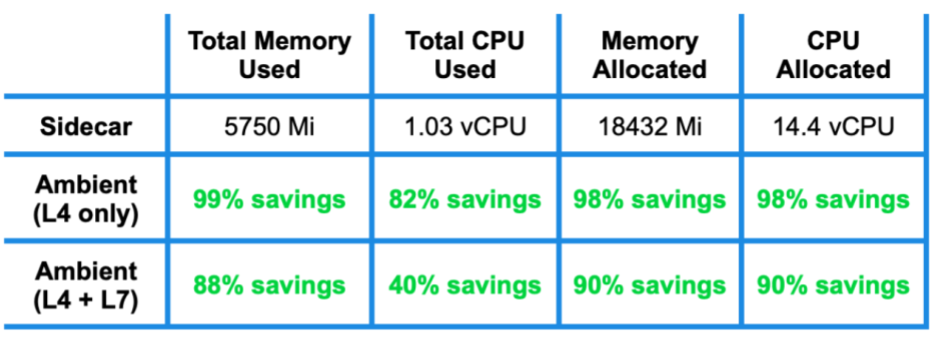 Total Memory Used
Total CPU Used
Memory Allocated
CPU Allocated
Sidecar
5750 Mi
1.03 vCPU
18432 Mi
14.4 vCPU
Ambient
(L4 only)
99% savings
82% savings
98% savings
98% savings
Ambient
(L4 + L7)
88% savings
40% savings
90% savings
90% savings